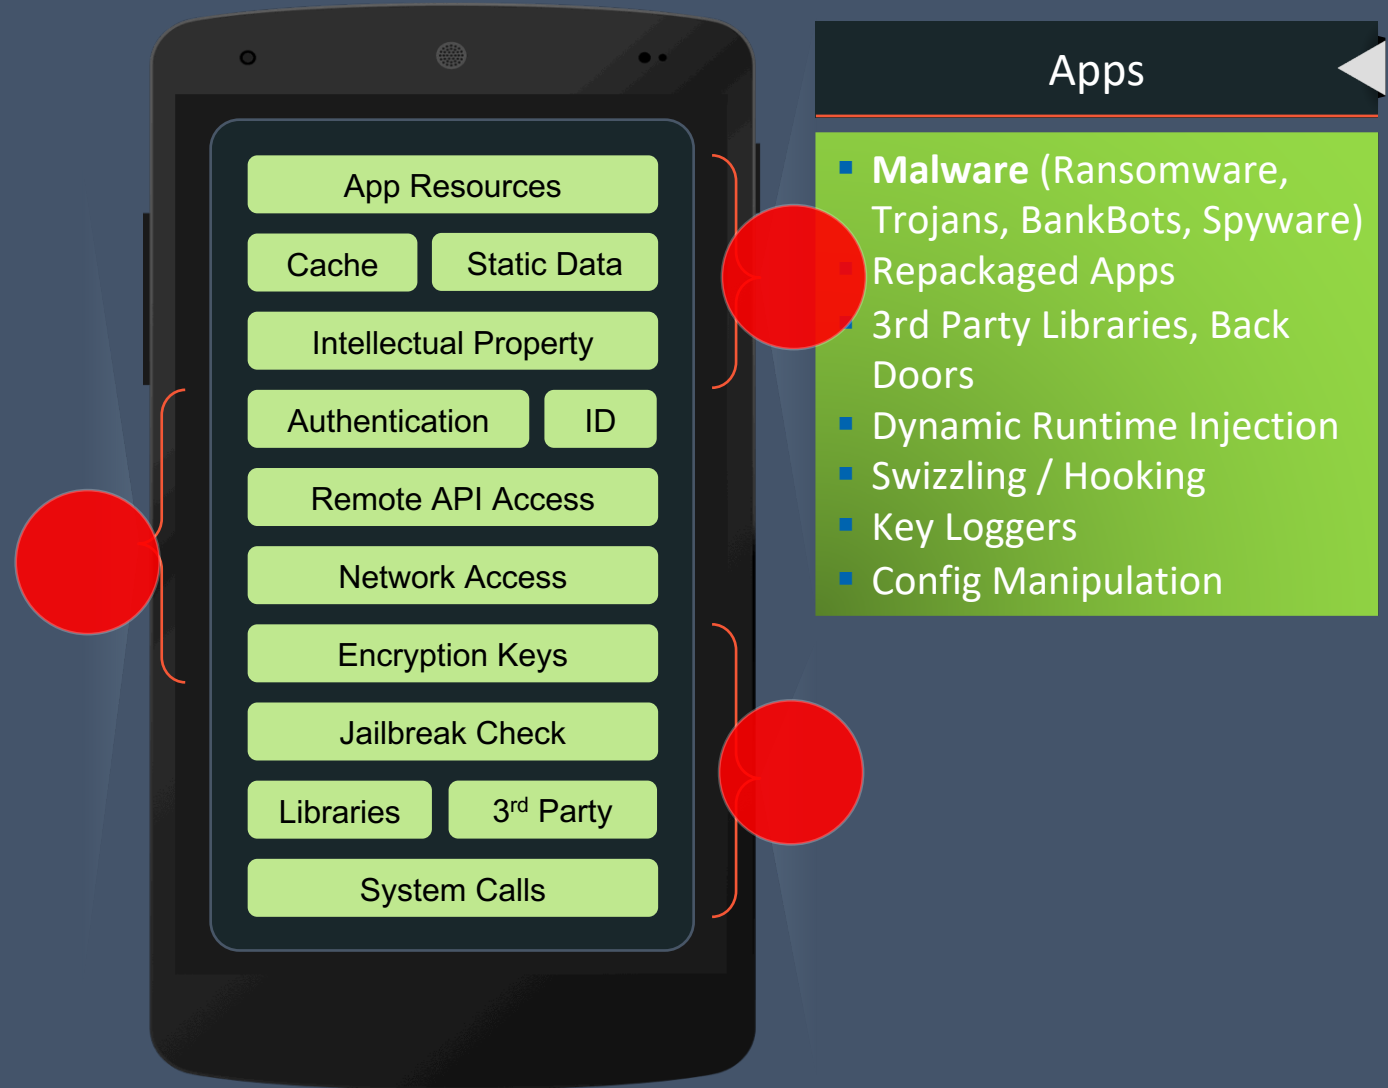 App Resources
Cache
Static Data
Intellectual Property
Authentication
ID
Remote API Access
Network Access
Encryption Keys
Jailbreak Check
Libraries
3rd Party
System Calls
Apps
▪ Malware (Ransomware,
Trojans, BankBots, Spyware)
▪ Repackaged Apps
▪ 3rd Party Libraries, Back
Doors
▪ Dynamic Runtime Injection
▪ Swizzling / Hooking
▪ Key Loggers
▪ Config Manipulation